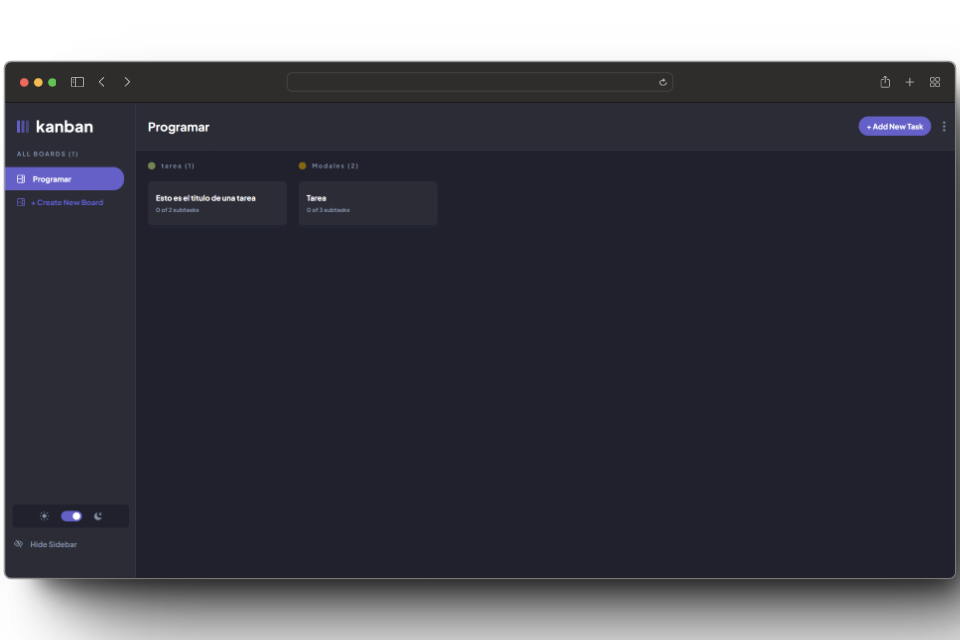 kanban
ALL BOARDS (1)
Programar
+ Create New Board
Hide Sidebar
Programar
+ Add New Task
tarea (1)
Esto es el titulo de una tarea
0 of 2 subtasks
Modales (2)
Tarea
0 of 3 subtasks